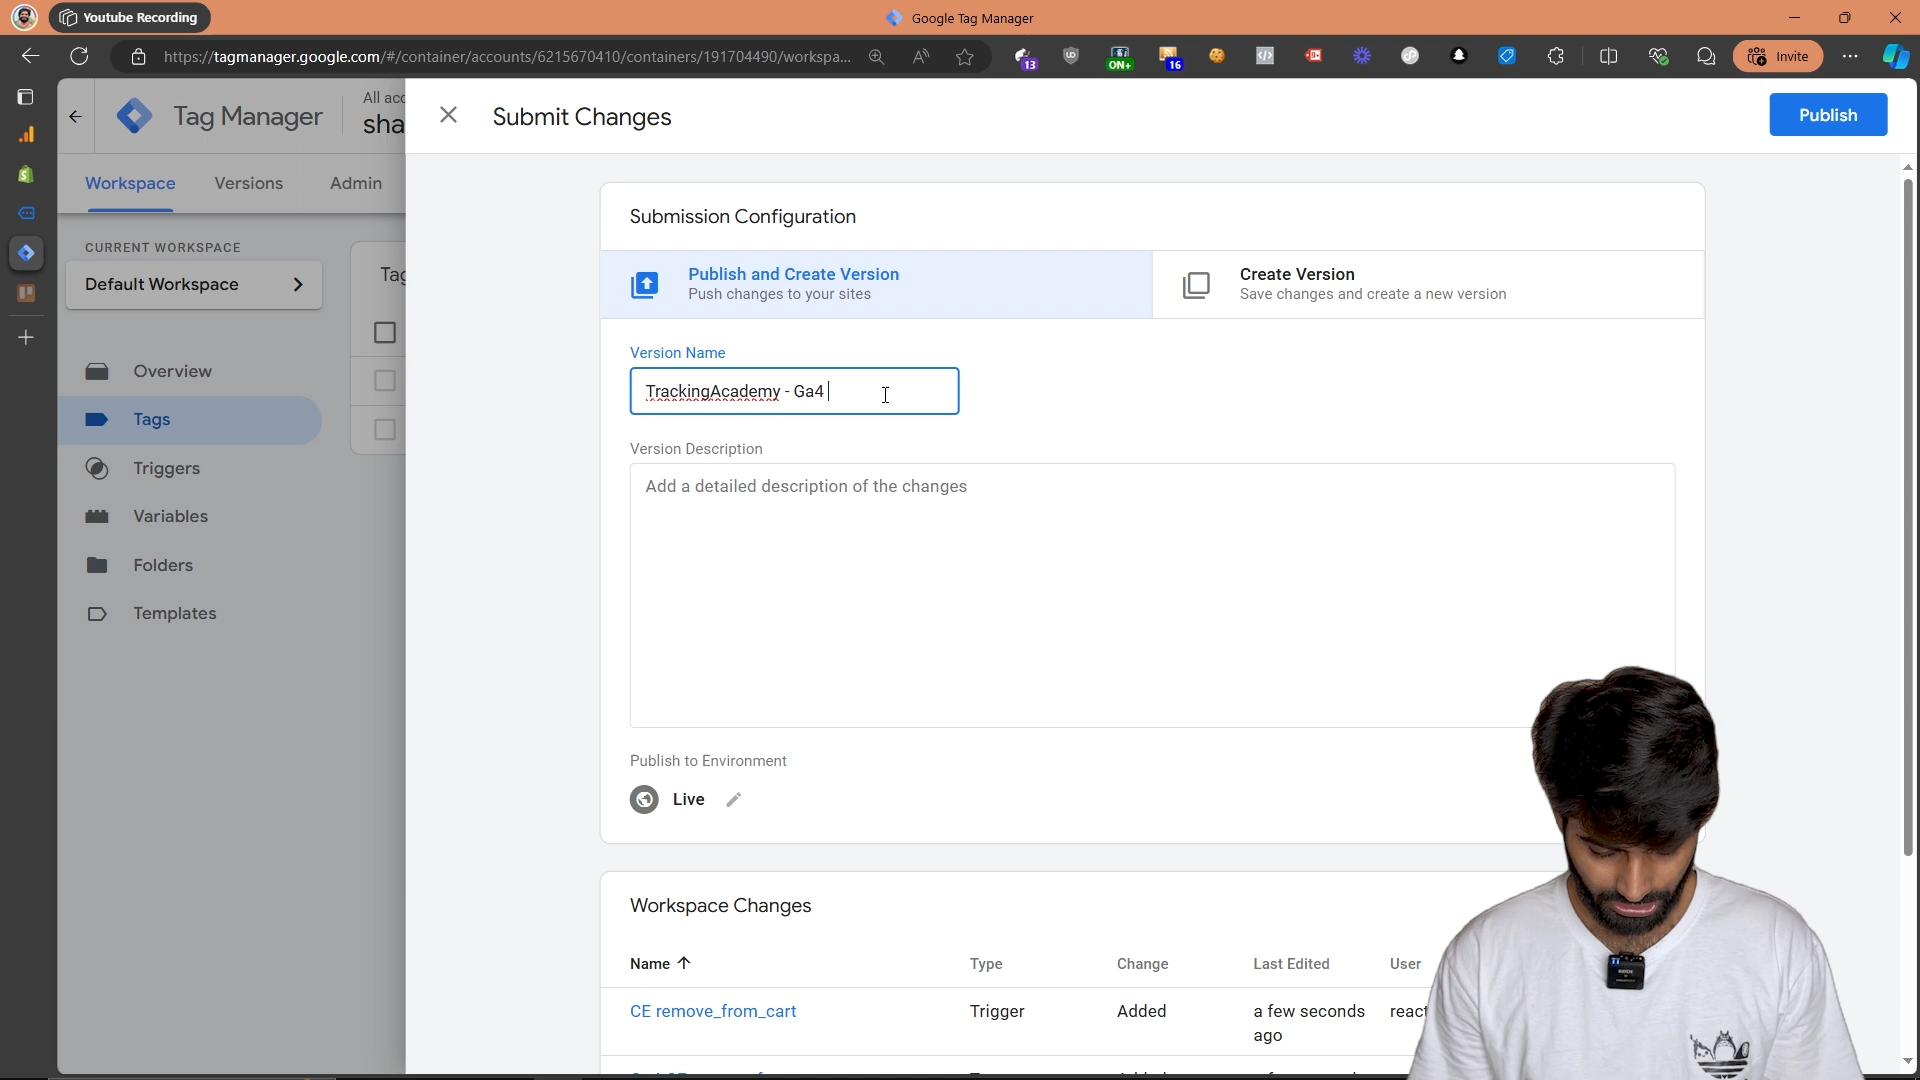 Youtube Recording
Google Tag Manager
https://tagmanager.google.com/#/container/accounts/6215670410/containers/191704490/workspa...
13
ON+
16
Invite
Tag Manager
All acc
sha
Submit Changes
Publish
Workspace
Versions
Admin
CURRENT WORKSPACE
Default Workspace
Tag
Overview
Tags
Triggers
Variables
Folders
Templates
Submission Configuration
Publish and Create Version
Push changes to your sites
Create Version
Save changes and create a new version
Version Name
TrackingAcademy - Ga4
Version Description
Add a detailed description of the changes
Publish to Environment
Live
Workspace Changes
Name
Type
Change
Last Edited
User
CE remove_from_cart
Trigger
Added
a few seconds
ago
react